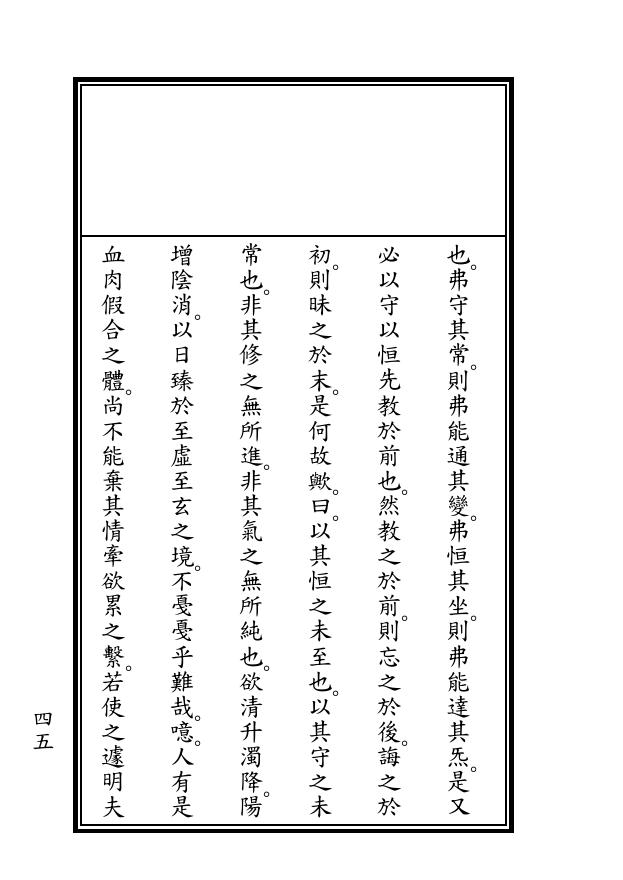 也。弗守其常。則弗能通其變。弗恒其坐。則弗能達其炁。是又
必以守以恒先教於前也。然教之於前。則忘之於後。誨之於
初。則昧之於末。是何故歟。曰。以其恒之未至也。以其守之未
常也。非其修之無所進。非其氣之無所純也。欲清升濁降。陽
增陰消。以日臻於至虛至玄之境。不戞戞乎難哉。噫。人有是
血肉假合之體。尚不能棄其情牽欲累之繫。若使之遽明夫
四五